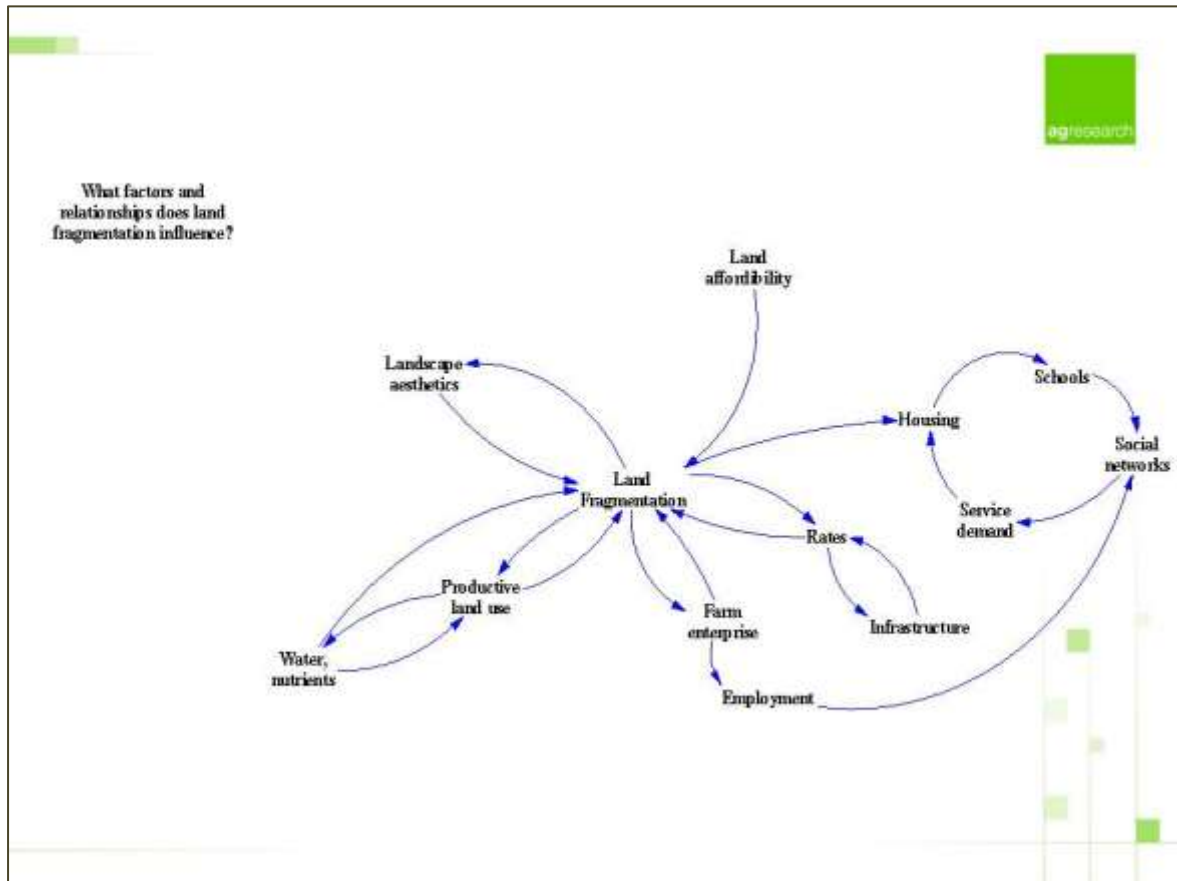 agresearch
What factors and
relationships does land
fragmentation influence?
Land
affordibility
Landscape
aesthetics
Schools
Housing
Social
networks
Land
Fragmentation
Service
demand
Rates
Productive
land use
Farm
enterprise
Infrastructure
Water,
nutrients
Employment